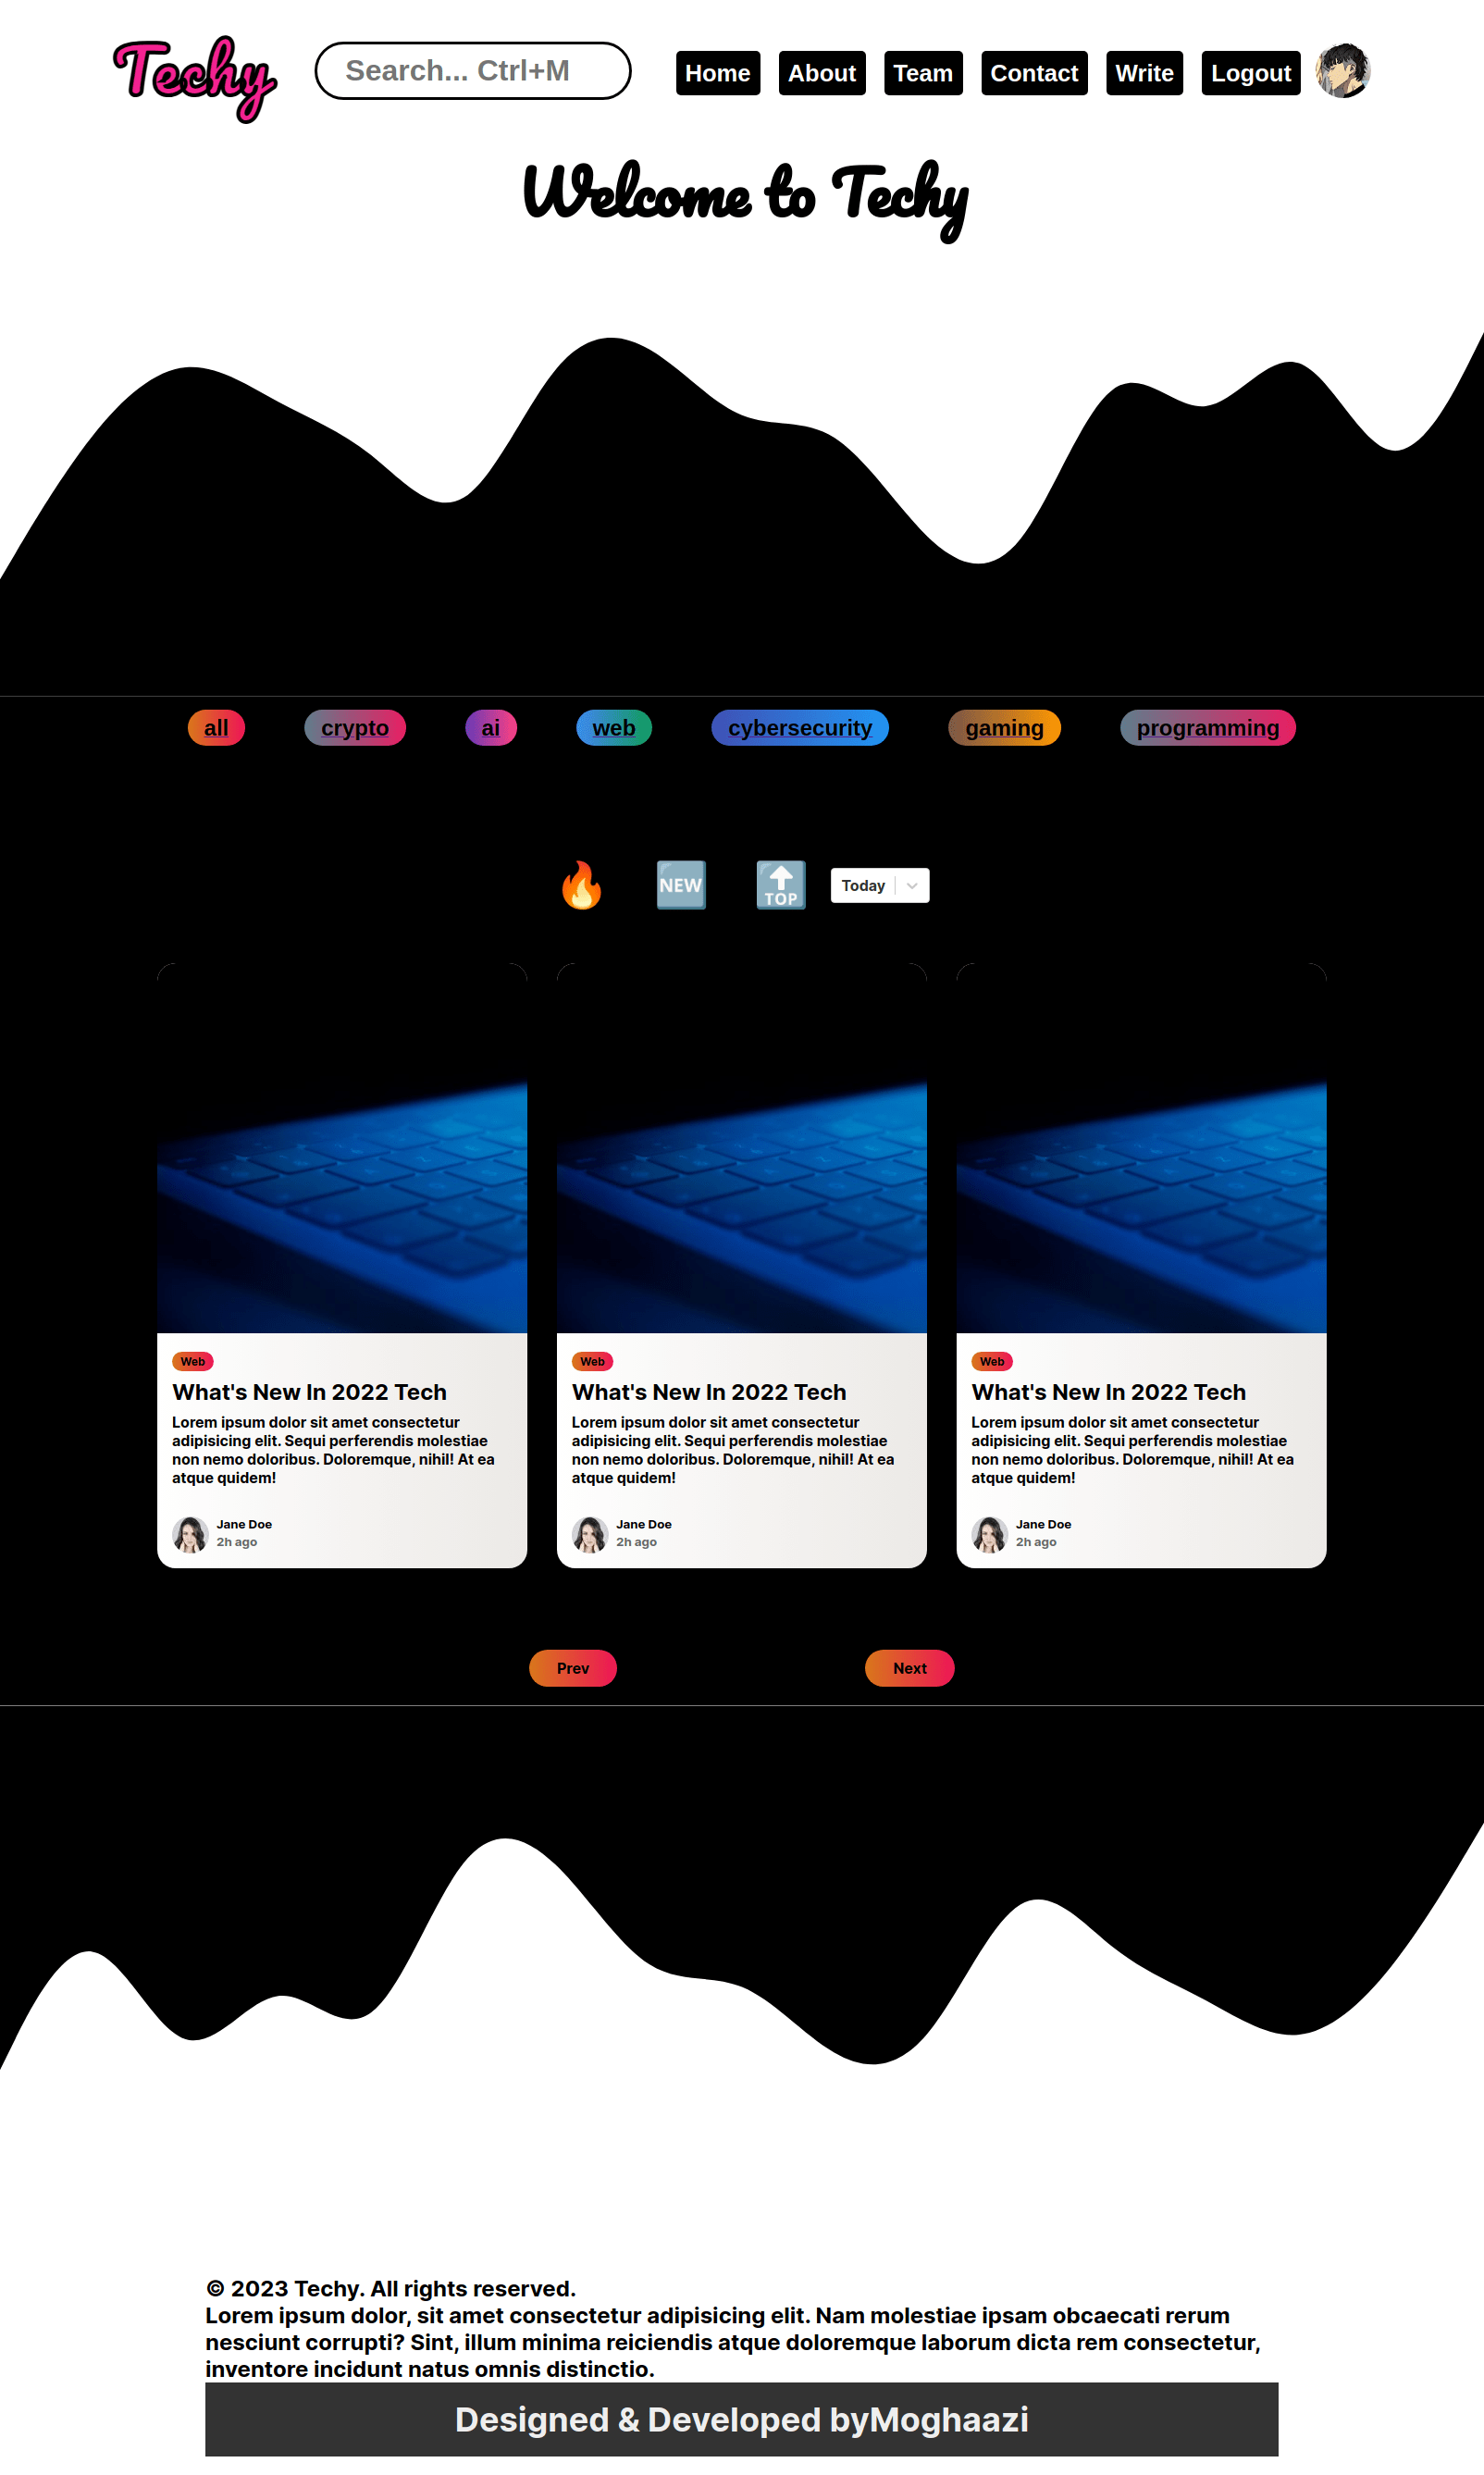 Techy
Search... Ctrl+M
Home About Team Contact Write Logout
Welcome to Techy
all crypto ai web cybersecurity gaming programming
NEW
TOP
Today
Web
What's New In 2022 Tech
Lorem ipsum dolor sit amet consectetur
adipisicing elit. Sequi perferendis molestiae
non nemo doloribus. Doloremque, nihil! At ea
atque quidem!
Jane Doe
2h ago
Web
What's New In 2022 Tech
Lorem ipsum dolor sit amet consectetur
adipisicing elit. Sequi perferendis molestiae
non nemo doloribus. Doloremque, nihil! At ea
atque quidem!
Jane Doe
2h ago
Web
What's New In 2022 Tech
Lorem ipsum dolor sit amet consectetur
adipisicing elit. Sequi perferendis molestiae
non nemo doloribus. Doloremque, nihil! At ea
atque quidem!
Jane Doe
2h ago
Prev Next
© 2023 Techy. All rights reserved.
Lorem ipsum dolor, sit amet consectetur adipisicing elit. Nam molestiae ipsam obcaecati rerum
nesciunt corrupti? Sint, illum minima reiciendis atque doloremque laborum dicta rem consectetur,
inventore incidunt natus omnis distinctio.
Designed & Developed byMoghaazi